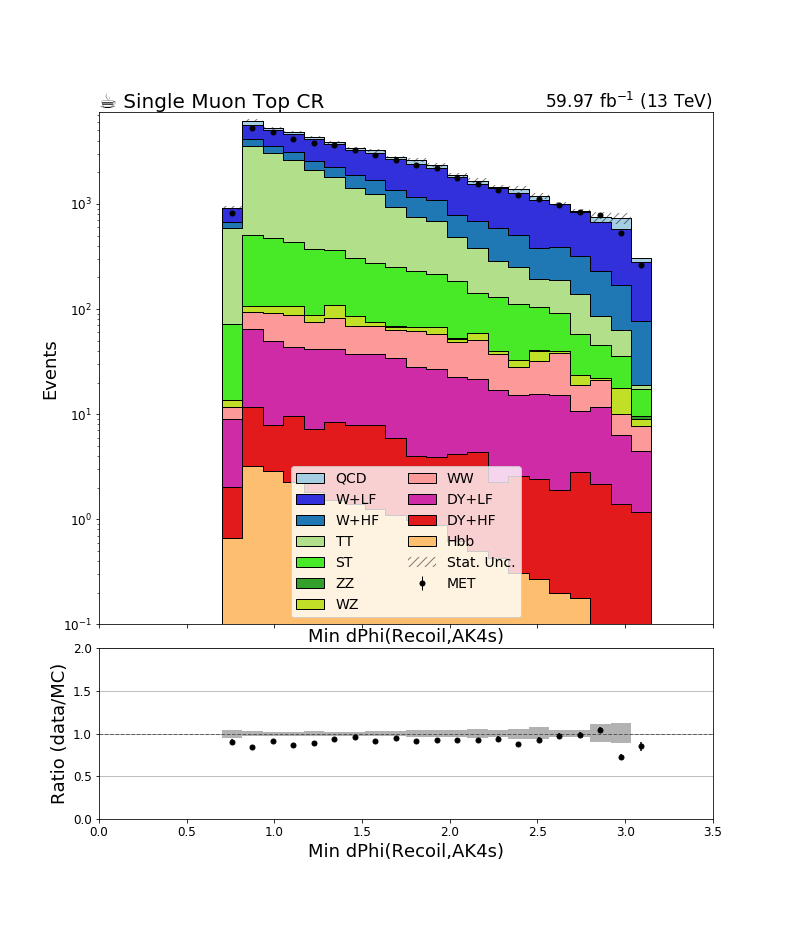 ☕ Single Muon Top CR
59.97 fb⁻¹ (13 TeV)
Events
10³
10²
10¹
10⁰
10⁻¹
QCD
W+LF
W+HF
TT
ST
ZZ
WZ
WW
DY+LF
DY+HF
Hbb
Stat. Unc.
MET
Min dPhi(Recoil,AK4s)
Ratio (data/MC)
2.0
1.5
1.0
0.5
0.0
0.0 0.5 1.0 1.5 2.0 2.5 3.0 3.5
Min dPhi(Recoil,AK4s)